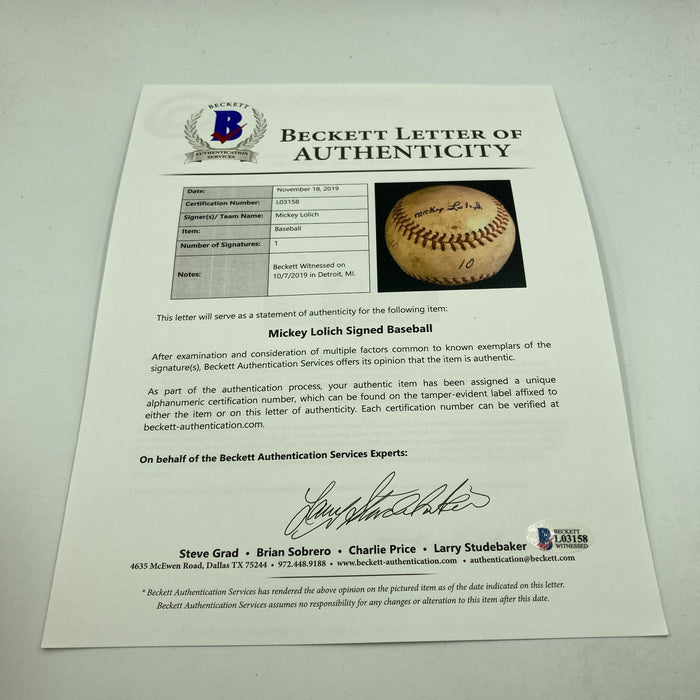 BECKETT
B
AUTHENTICATION
SERVICES
BECKETT LETTER OF
AUTHENTICITY
Date: November 18, 2019
Certification Number: L03158
Signer(s)/ Team Name: Mickey Lolich
Item: Baseball
Number of Signatures: 1
Notes: Beckett Witnessed on
10/7/2019 in Detroit, MI.
Mickey Lolich
10
This letter will serve as a statement of authenticity for the following item:
Mickey Lolich Signed Baseball
After examination and consideration of multiple factors common to known exemplars of the
signature(s), Beckett Authentication Services offers its opinion that the item is authentic.
As part of the authentication process, your authentic item has been assigned a unique
alphanumeric certification number, which can be found on the tamper-evident label affixed to
either the item or on this letter of authenticity. Each certification number can be verified at
beckett-authentication.com.
On behalf of the Beckett Authentication Services Experts:
Larry Studebaker
Steve Grad • Brian Sobrero • Charlie Price • Larry Studebaker
BECKETT
L03158
WITNESSED
4635 McEwen Road, Dallas TX 75244 • 972.448.9188 • www.beckett-authentication.com • authentication@beckett.com
* Beckett Authentication Services has rendered the above opinion on the pictured item as of the date indicated on this letter.
Beckett Authentication Services assumes no responsibility for any changes or alteration to this item after this date.